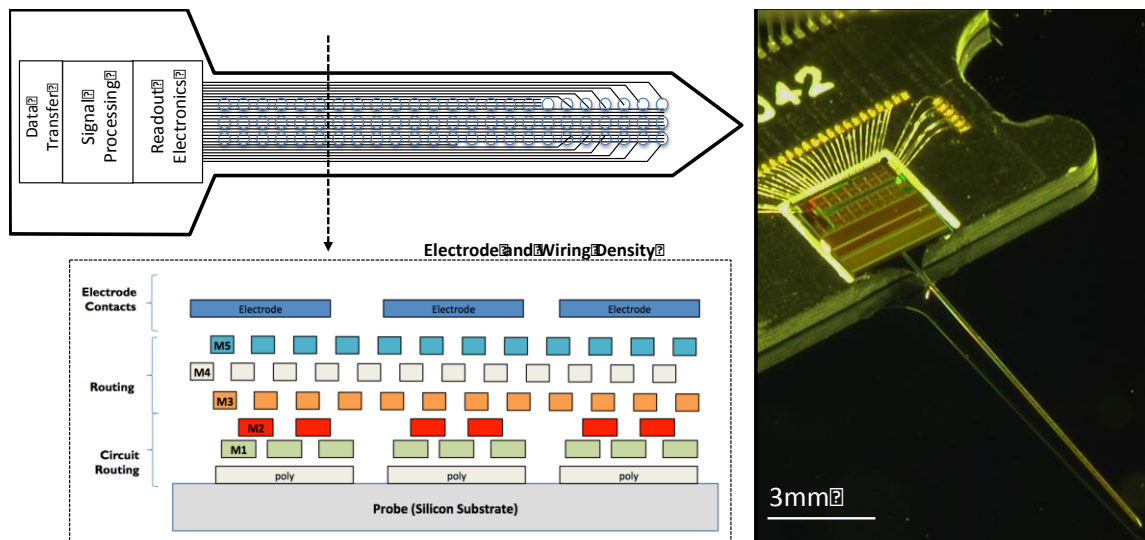 Data
Transfer
Signal
Processing
Readout
Electronics
Electrode and Wiring Density
Electrode
Contacts
Electrode
Electrode
Electrode
M5
M4
Routing
M3
M2
M1
Circuit
Routing
poly
poly
poly
Probe (Silicon Substrate)
042
3mm